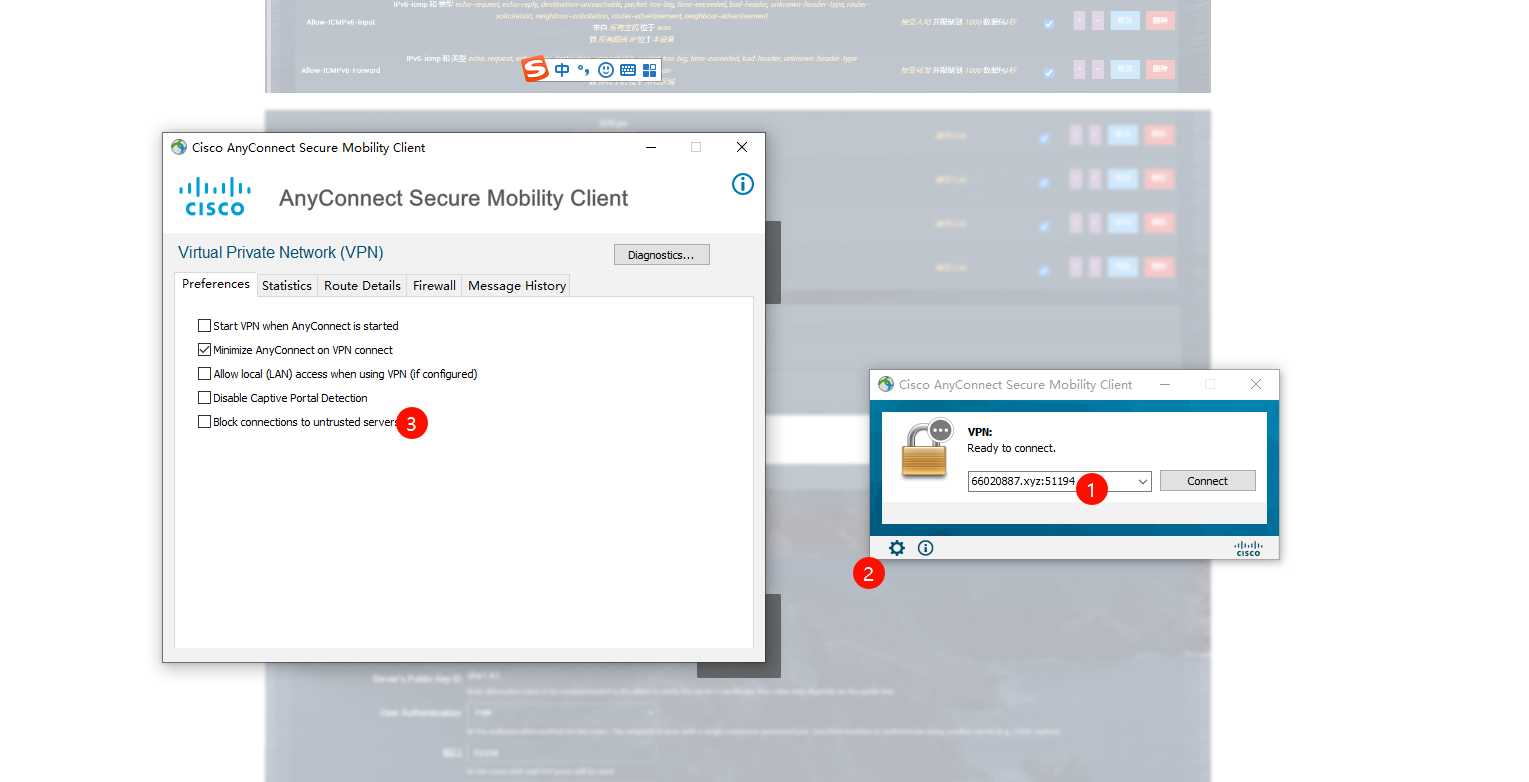 IPv6-icmp 和 类型 echo-request, echo-reply, destination-unreachable, packet-too-big, time-exceeded, bad-header, unknown-header-type, router-
solicitation, neighbour-solicitation, router-advertisement, neighbour-advertisement
Allow-ICMPv6-Input
来自 所有主机 位于 wan
到 所有路由 IP 位于 本设备
接受入站 并限制到 1000 数据包/秒
修改
删除
IPv6-icmp 和 类型 echo-request,
too-big, time-exceeded, bad-header, unknown-header-type
Allow-ICMPv6-Forward
接受转发 并限制到 1000 数据包/秒
修改
删除
中
Cisco AnyConnect Secure Mobility Client
CISCO
AnyConnect Secure Mobility Client
Virtual Private Network (VPN)
Diagnostics...
Preferences
Statistics
Route Details
Firewall
Message History
Start VPN when AnyConnect is started
Minimize AnyConnect on VPN connect
Allow local (LAN) access when using VPN (if configured)
Disable Captive Portal Detection
Block connections to untrusted servers
3
Cisco AnyConnect Secure Mobility Client
VPN:
Ready to connect.
66020887.xyz:51194
1
Connect
CISCO
2
Server's Public Key ID
User Authentication